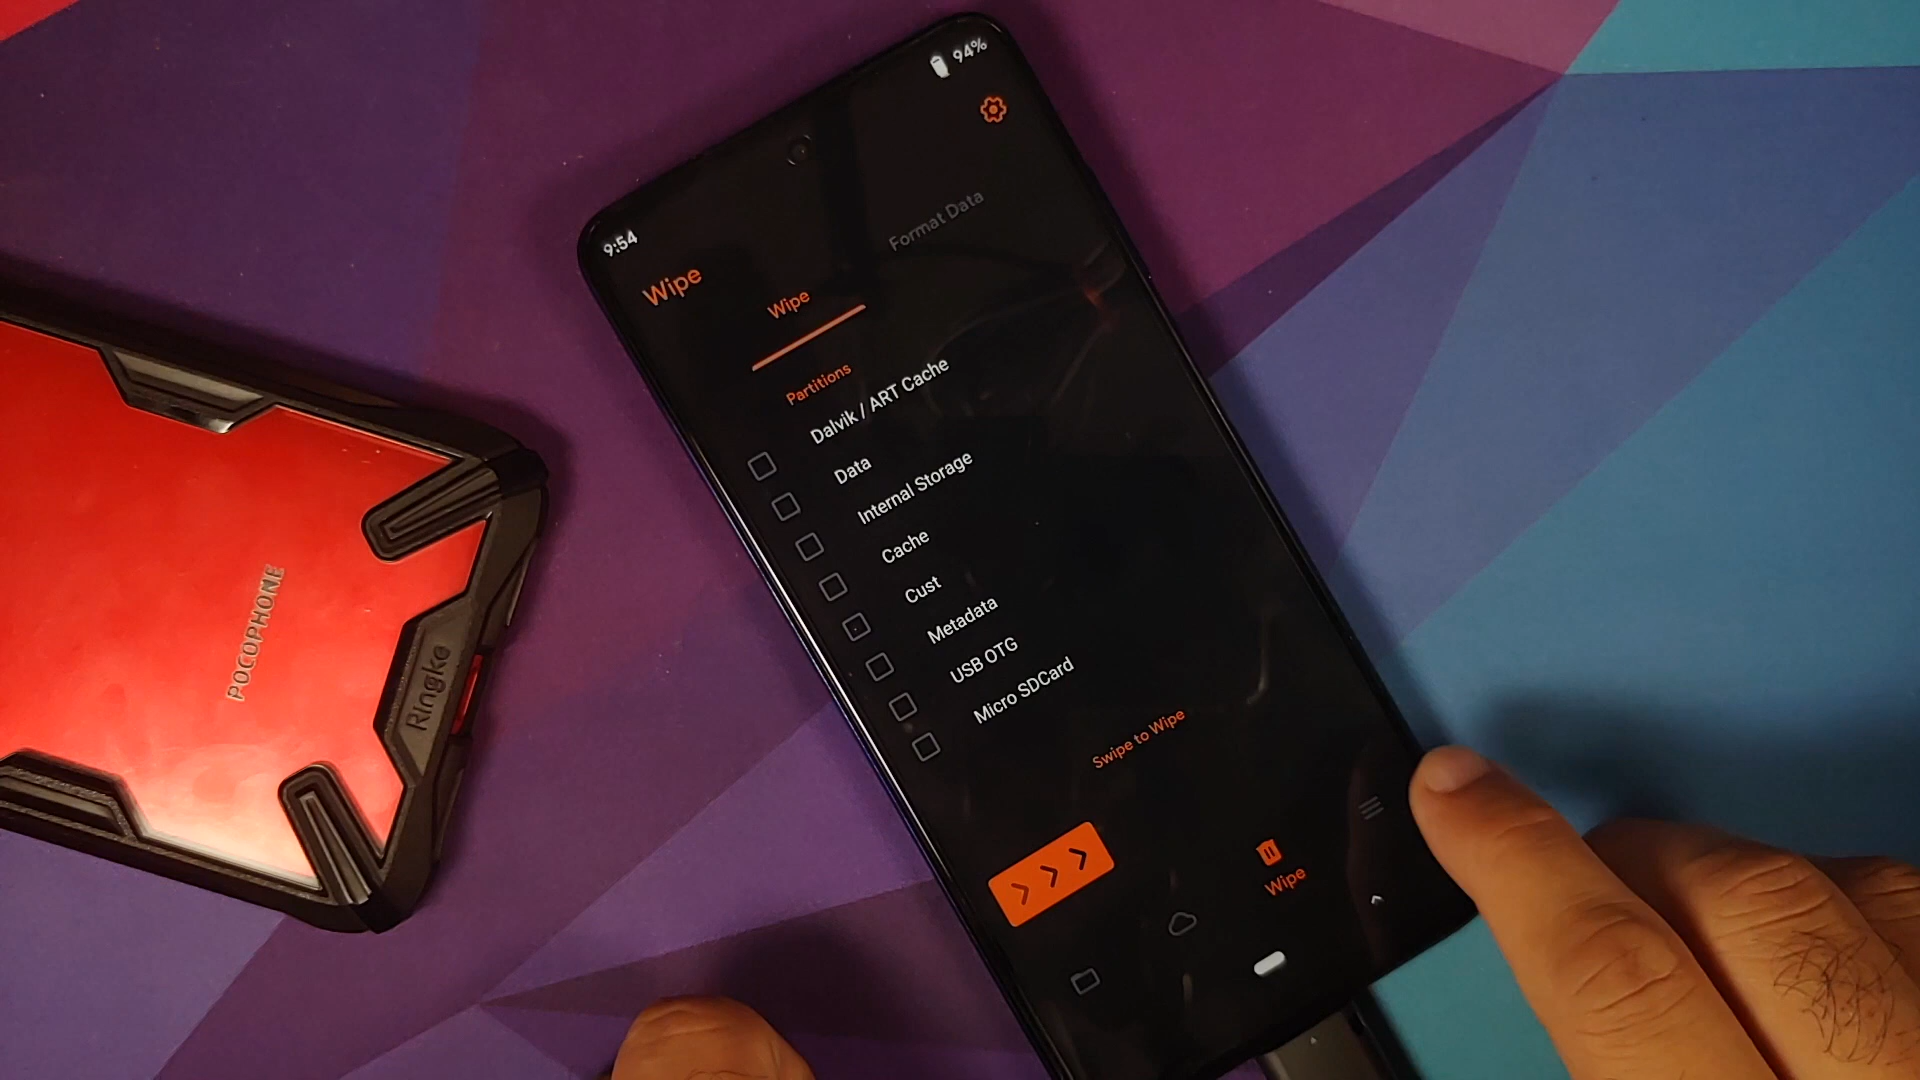 94%
9:54
Wipe
Wipe
Format Data
Partitions
Dalvik / ART Cache
Data
Internal Storage
Cache
Cust
Metadata
USB OTG
Micro SDCard
Swipe to Wipe
Wipe
POCOPHONE
Ringke